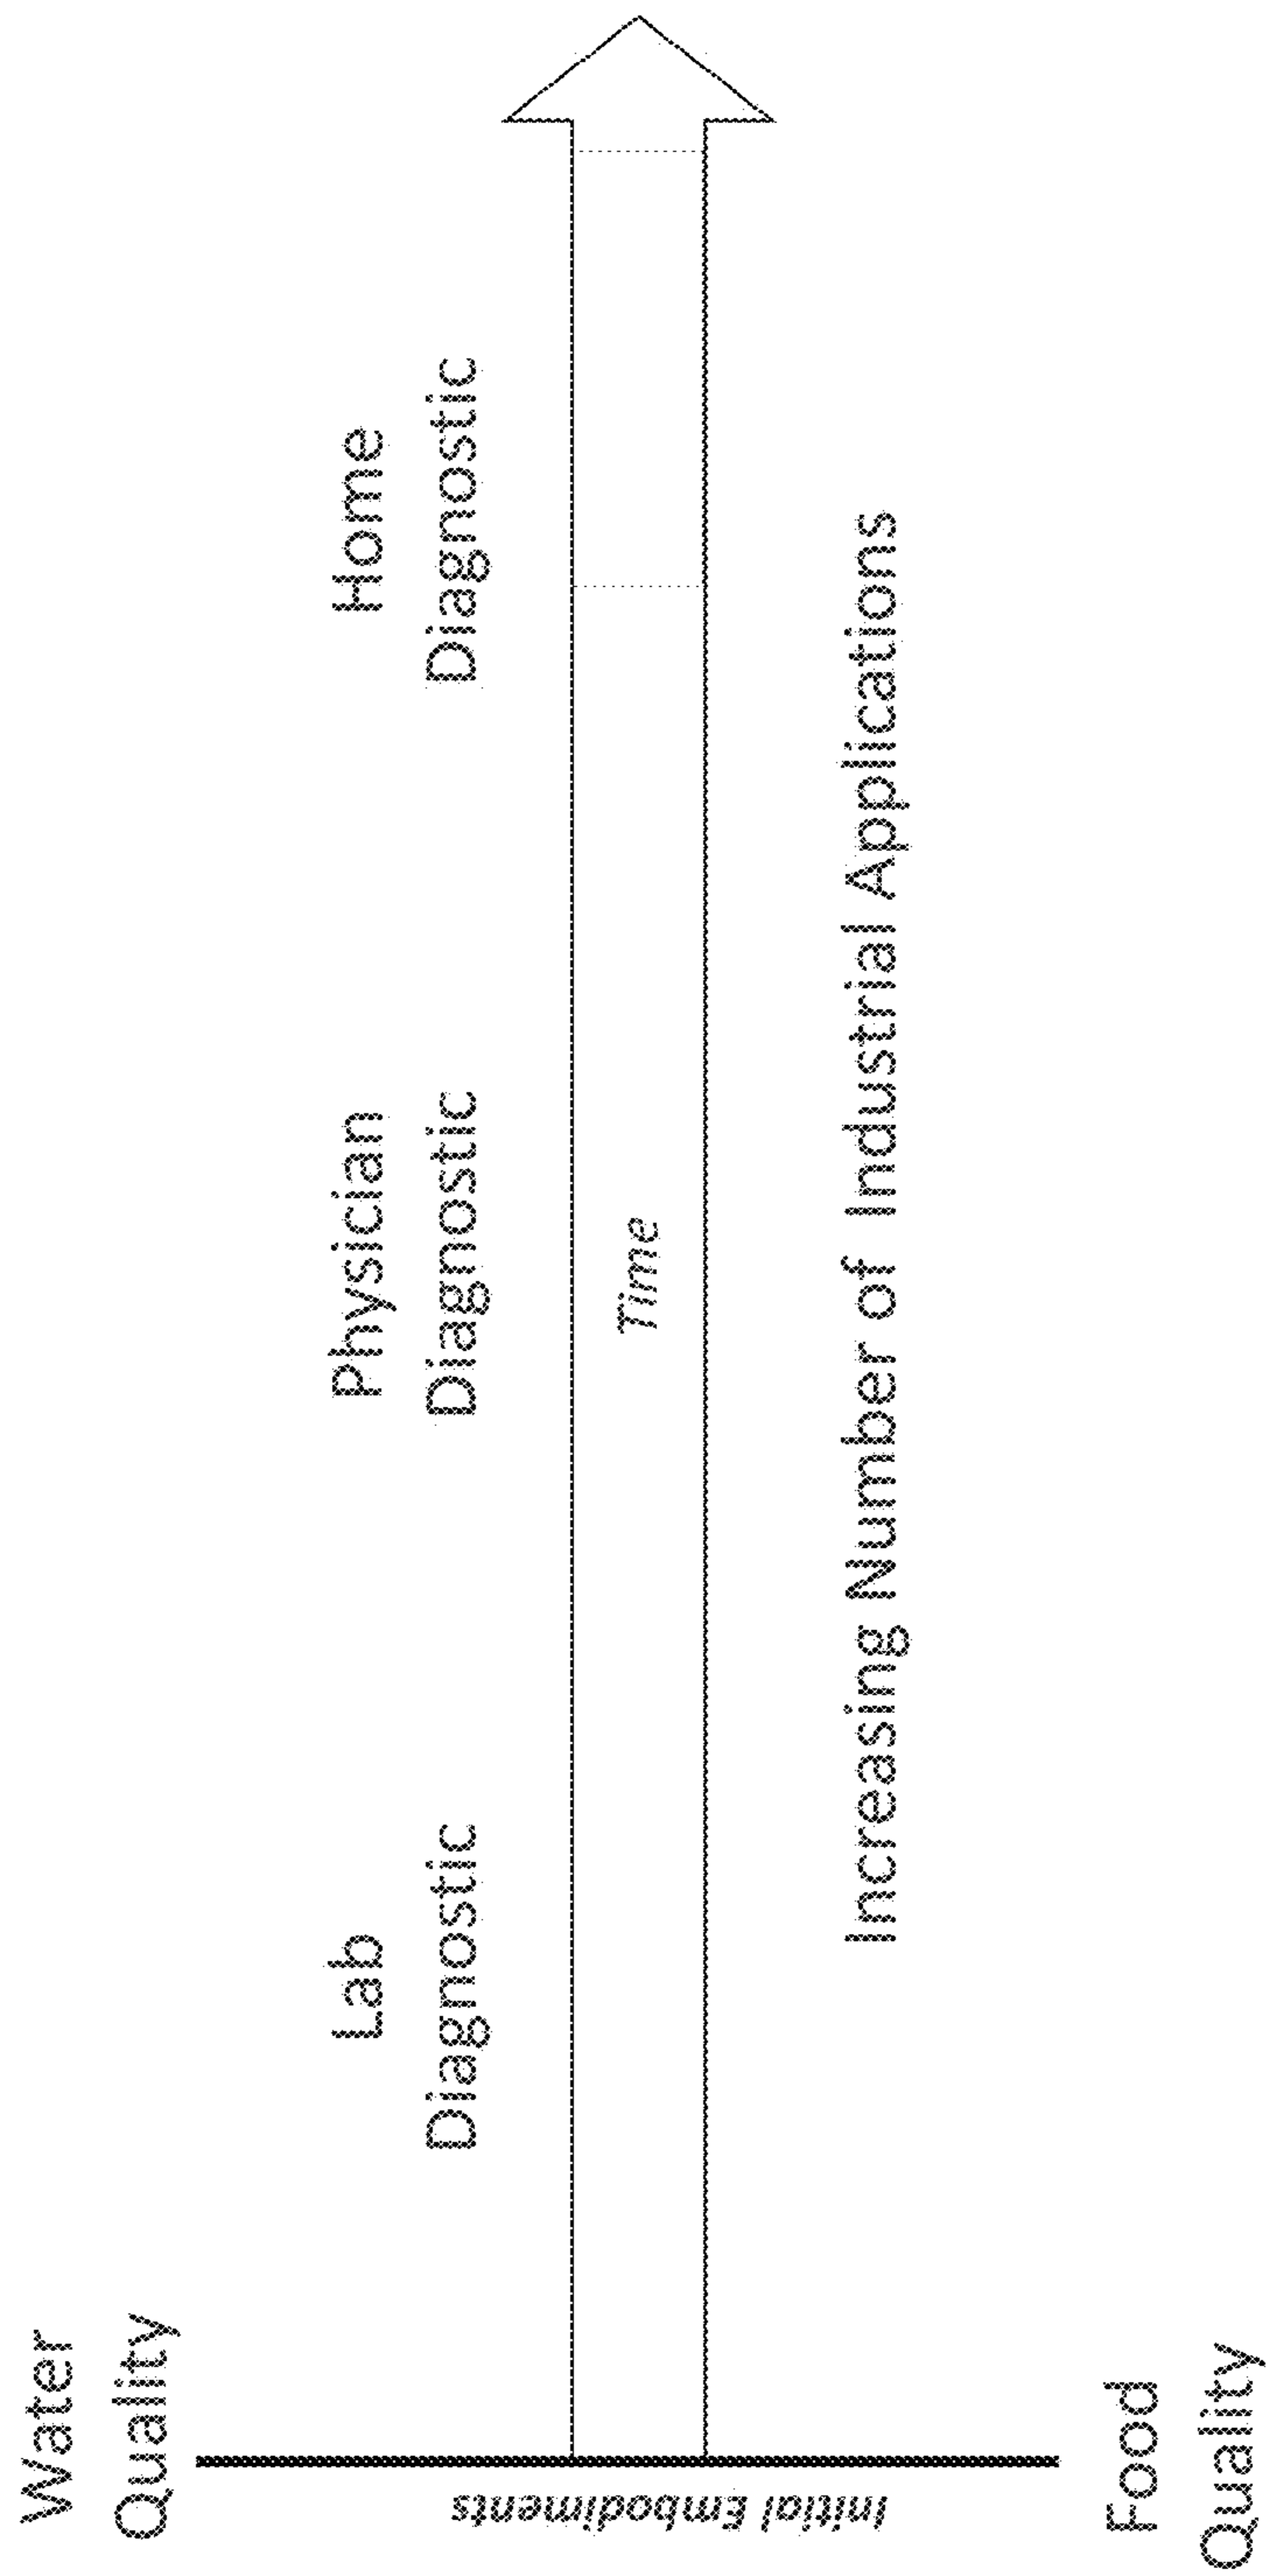 Water
Quality
Lab
Diagnostic
Physician
Diagnostic
Home
Diagnostic
Initial Embodiments
Time
Increasing Number of Industrial Applications
Food
Quality